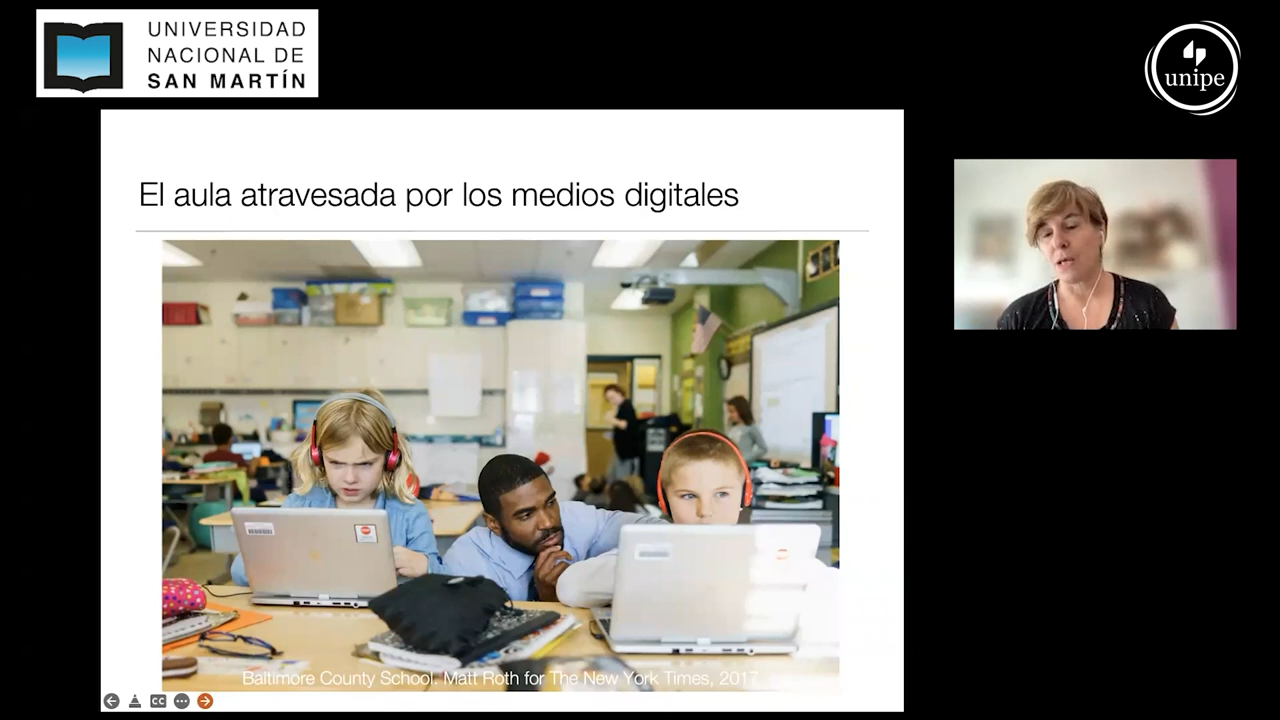 UNIVERSIDAD
NACIONAL DE
SAN MARTÍN
unipe
El aula atravesada por los medios digitales
Baltimore County School. Matt Roth for The New York Times, 2017
CC